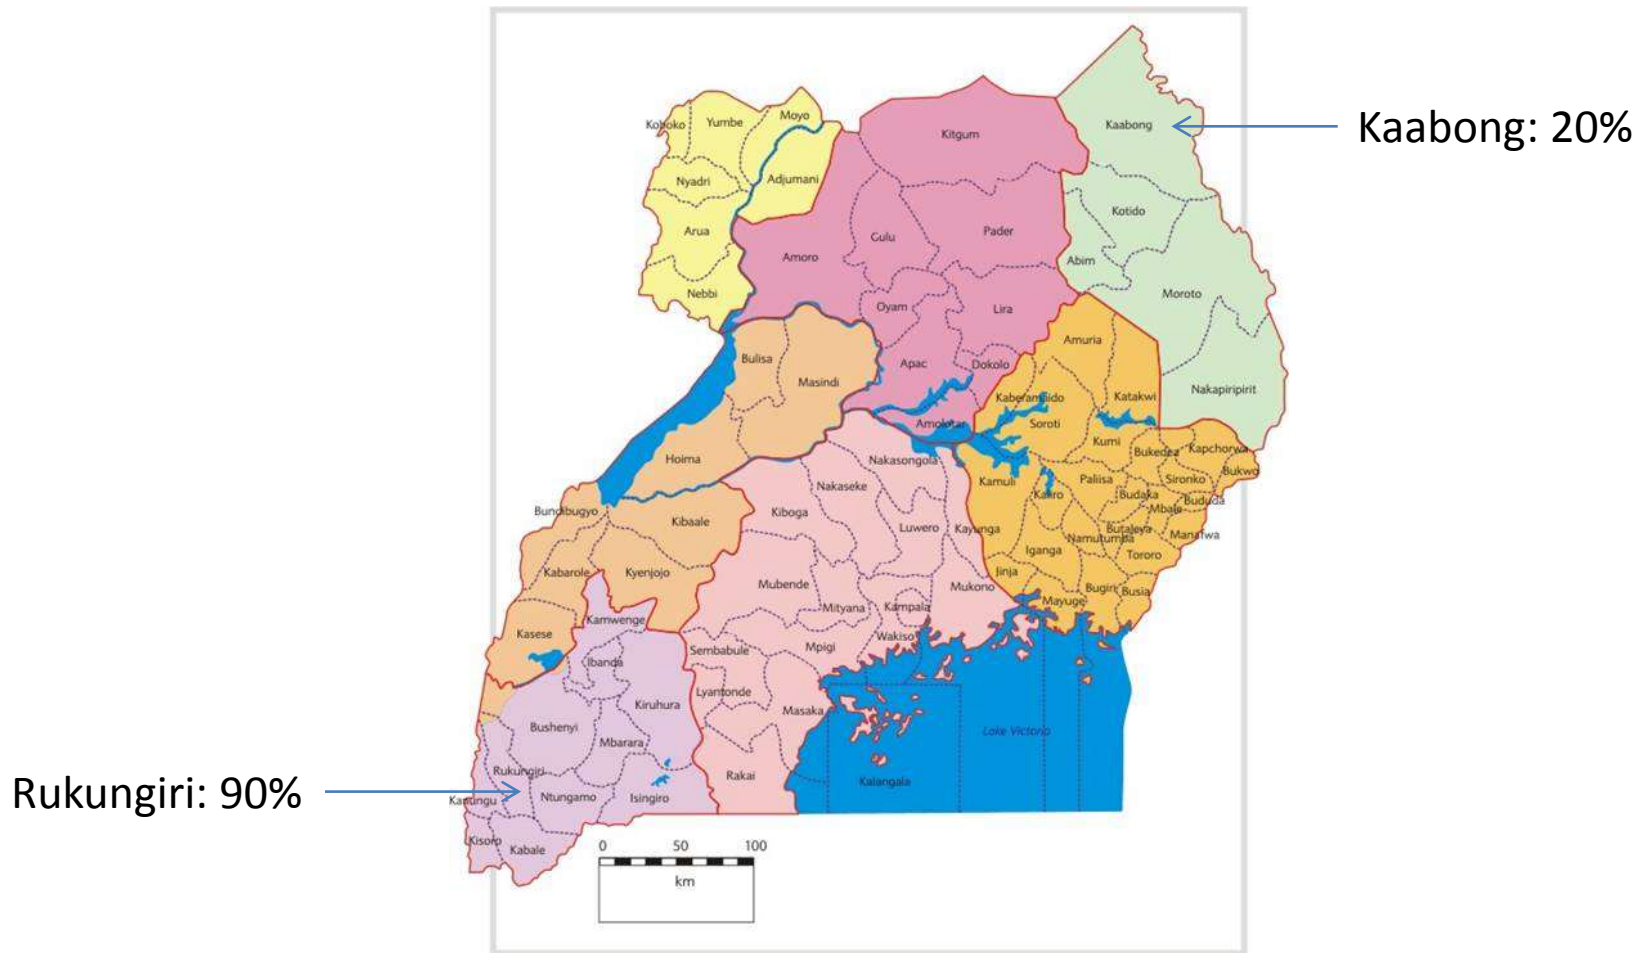 Kaabong: 20%
Rukungiri: 90%
Koboko
Yumbe
Moyo
Nyadri
Adjumani
Arua
Nebbi
Kitgum
Gulu
Pader
Amoro
Oyam
Lira
Apac
Dokolo
Amolotar
Kaabong
Kotido
Abim
Moroto
Nakapiripirit
Amuria
Kaberamaido
Katakwi
Soroti
Kumi
Bukedea
Kapchorwa
Bukwo
Kamuli
Kaliro
Paliisa
Sironko
Budaka
Bududa
Mbale
Butaleya
Manafwa
Namutumba
Iganga
Tororo
Jinja
Bugiri
Busia
Mayuge
Bulisa
Masindi
Hoima
Bundibugyo
Kibaale
Kabarole
Kyenjojo
Kasese
Nakasongola
Nakaseke
Kiboga
Luwero
Kayunga
Mubende
Mityana
Kampala
Mukono
Wakiso
Sembabule
Mpigi
Lyantonde
Masaka
Rakai
Kalangala
Lake Victoria
Kamwenge
Ibanda
Kiruhura
Bushenyi
Mbarara
Rukungiri
Kanungu
Ntungamo
Isingiro
Kisoro
Kabale
0 50 100
km